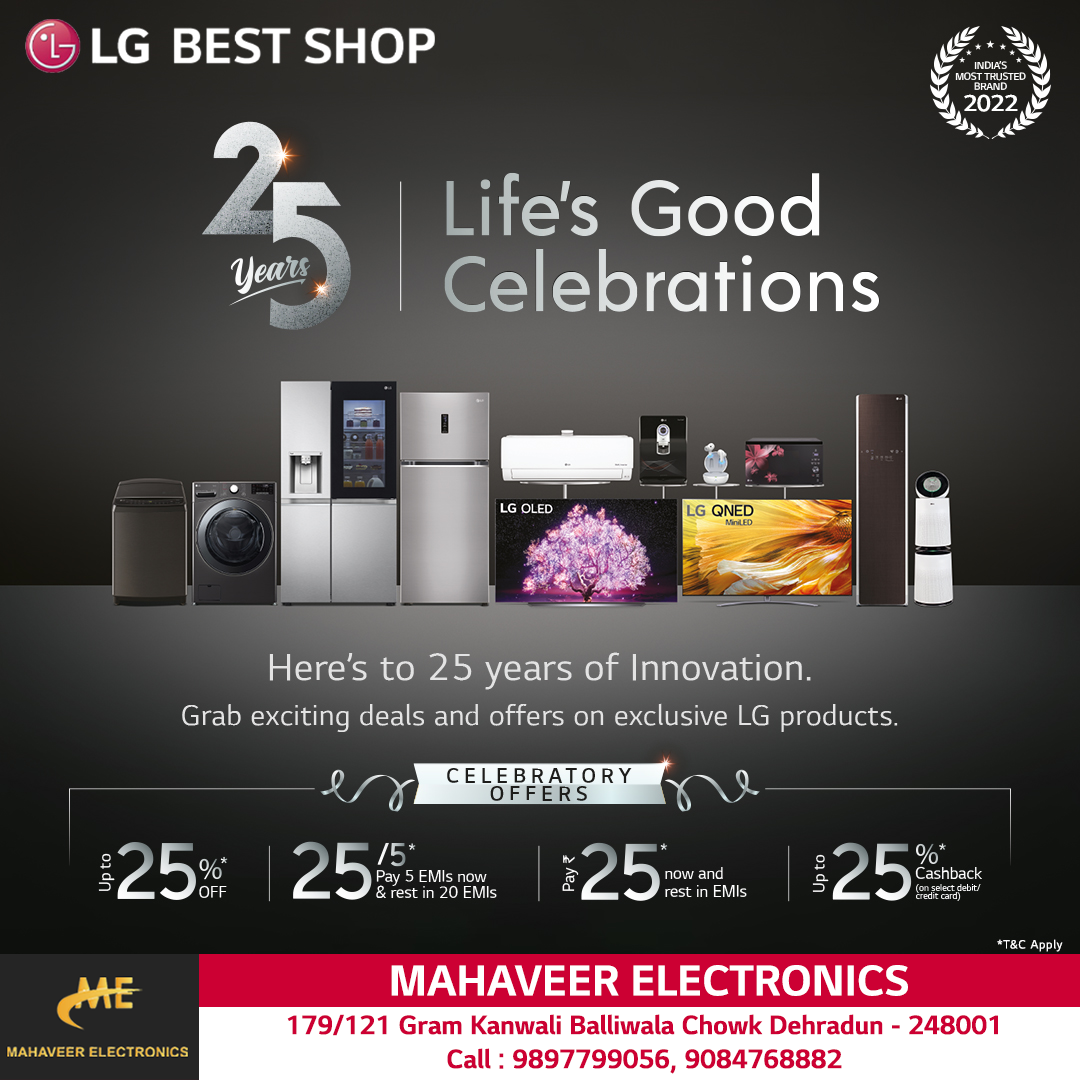 LG BEST SHOP
INDIA'S
MOST TRUSTED
BRAND
2022
25
Years
Life's Good
Celebrations
LG OLED
LG QNED
MiniLED
Here's to 25 years of Innovation.
Grab exciting deals and offers on exclusive LG products.
CELEBRATORY
OFFERS
Up to 25%* OFF
25/5* Pay 5 EMIs now
& rest in 20 EMIs
Pay ₹ 25* now and
rest in EMIs
Up to 25%* Cashback
(on select debit/
credit card)
*T&C Apply
ME
MAHAVEER ELECTRONICS
MAHAVEER ELECTRONICS
179/121 Gram Kanwali Balliwala Chowk Dehradun - 248001
Call : 9897799056, 9084768882